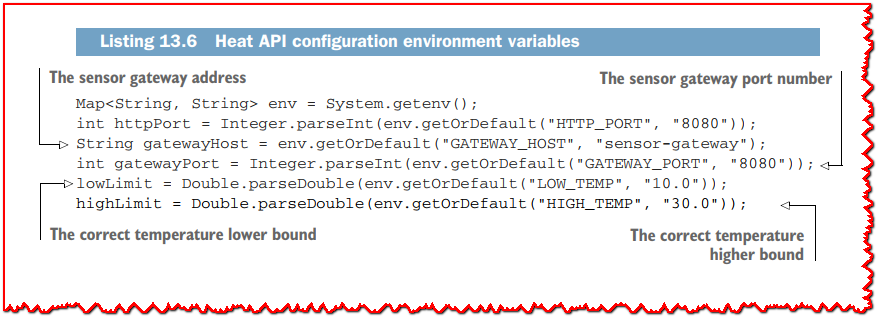 Listing 13.6 Heat API configuration environment variables
The sensor gateway address
The sensor gateway port number
Map<String, String> env = System.getenv();
int httpPort = Integer.parseInt(env.getOrDefault("HTTP_PORT", "8080"));
String gatewayHost = env.getOrDefault("GATEWAY_HOST", "sensor-gateway");
int gatewayPort = Integer.parseInt(env.getOrDefault("GATEWAY_PORT", "8080"));
lowLimit = Double.parseDouble(env.getOrDefault("LOW_TEMP", "10.0"));
highLimit = Double.parseDouble(env.getOrDefault("HIGH_TEMP", "30.0"));
The correct temperature lower bound
The correct temperature
higher bound